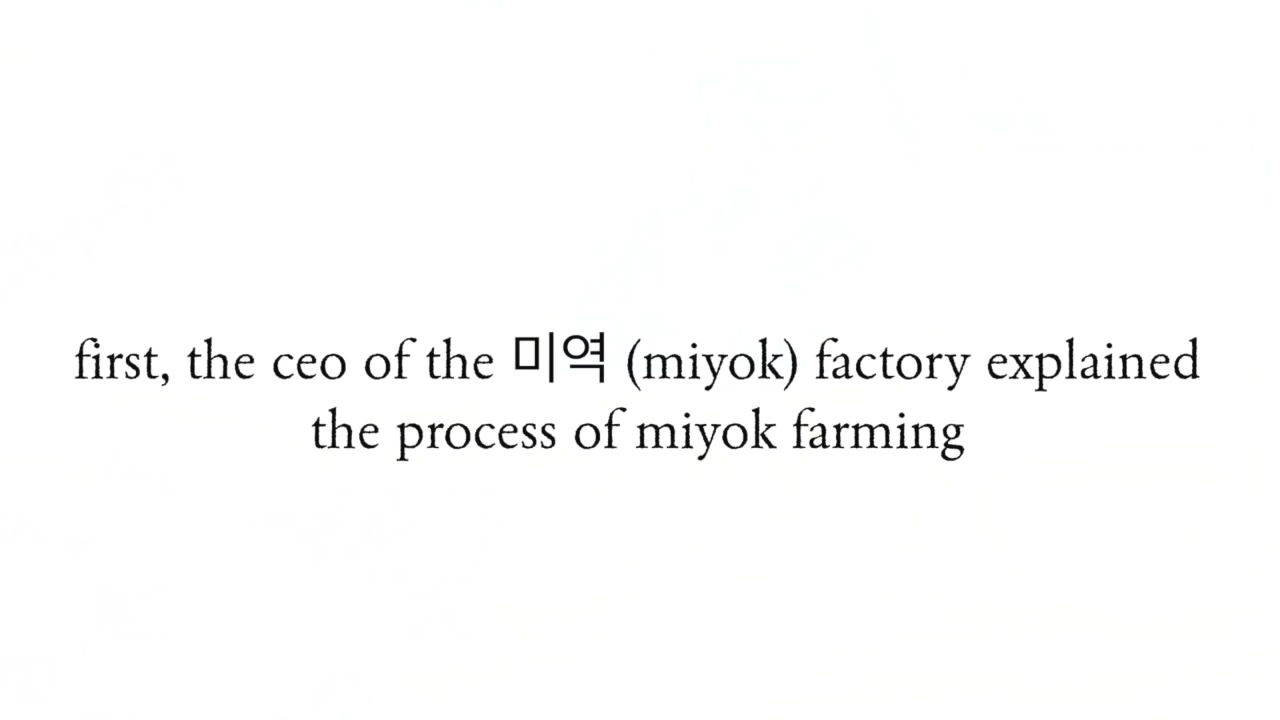 first, the ceo of the 미역 (miyok) factory explained
the process of miyok farming